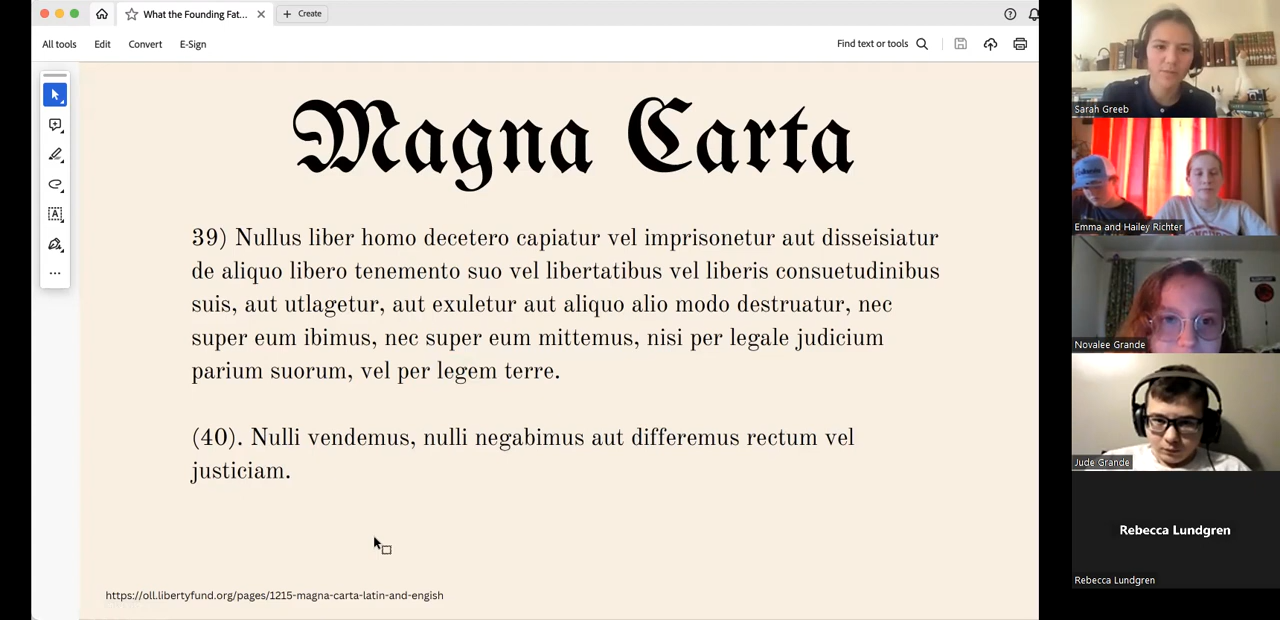 What the Founding Fat...
Create
All tools
Edit
Convert
E-Sign
Find text or tools
Magna Carta
39) Nullus liber homo decetero capiatur vel imprisonetur aut disseisiatur
de aliquo libero tenemento suo vel libertatibus vel liberis consuetudinibus
suis, aut utlagetur, aut exuletur aut aliquo alio modo destruatur, nec
super eum ibimus, nec super eum mittemus, nisi per legale judicium
parium suorum, vel per legem terre.
(40). Nulli vendemus, nulli negabimus aut differemus rectum vel
justiciam.
https://oll.libertyfund.org/pages/1215-magna-carta-latin-and-engish
Sarah Greeb
Emma and Hailey Richter
Novalee Grande
Jude Grande
Rebecca Lundgren
Rebecca Lundgren